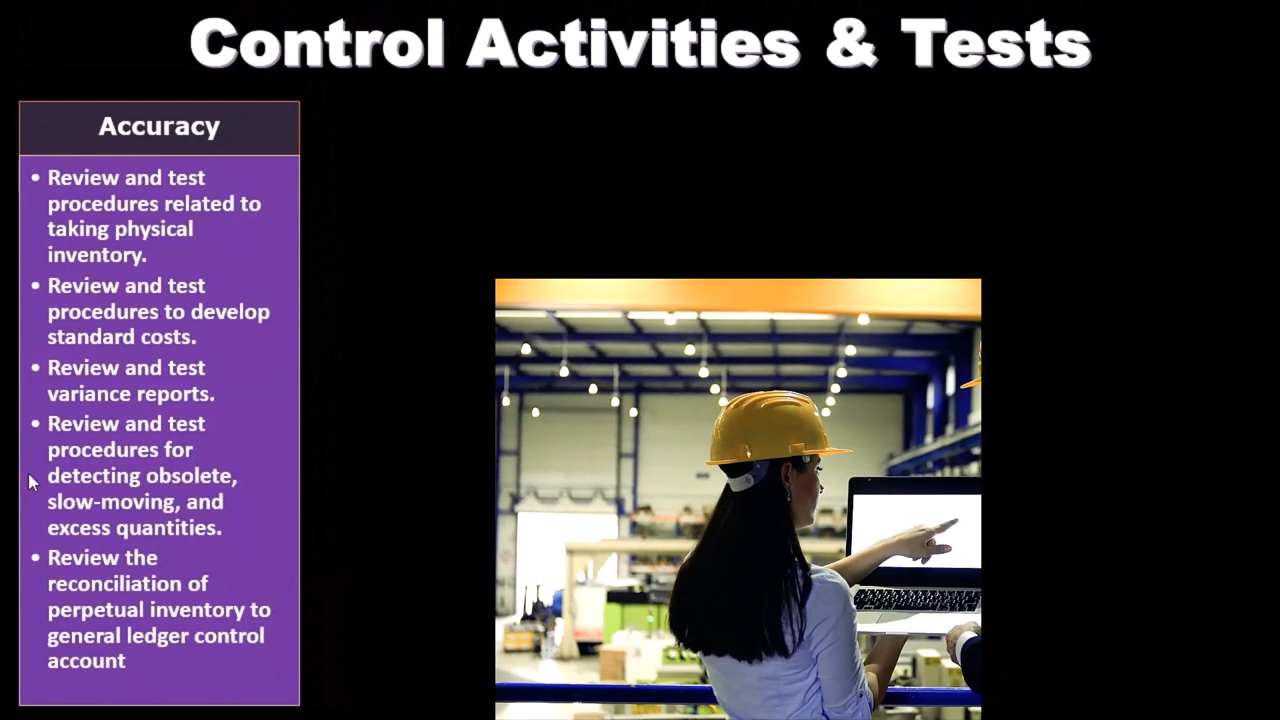 Control Activities & Tests
Accuracy
• Review and test
procedures related to
taking physical
inventory.
• Review and test
procedures to develop
standard costs.
• Review and test
variance reports.
• Review and test
procedures for
detecting obsolete,
slow-moving, and
excess quantities.
• Review the
reconciliation of
perpetual inventory to
general ledger control
account